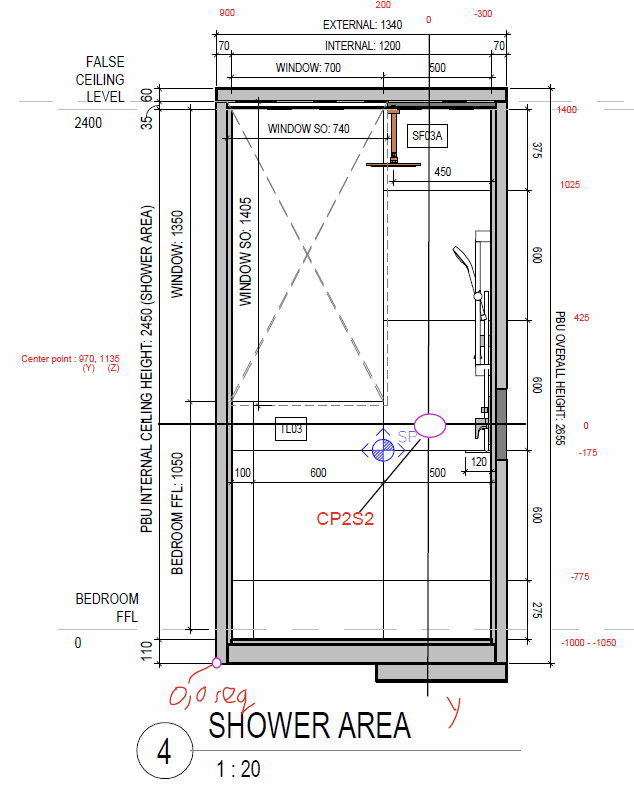 900
200
0
-300
EXTERNAL: 1340
70
INTERNAL: 1200
70
WINDOW: 700
500
FALSE
CEILING
LEVEL
2400
60
35
WINDOW SO: 740
SF03A
1400
375
450
1025
WINDOW: 1350
WINDOW SO: 1405
600
PBU INTERNAL CEILING HEIGHT: 2450 (SHOWER AREA)
425
PBU OVERALL HEIGHT: 2655
Center point : 970, 1135
(Y) (Z)
600
TL03
SP
0
-175
BEDROOM FFL: 1050
100
600
500
120
CP2S2
600
-775
BEDROOM
FFL
0
275
110
-1000 - -1050
0,0 seq
y
4
SHOWER AREA
1 : 20